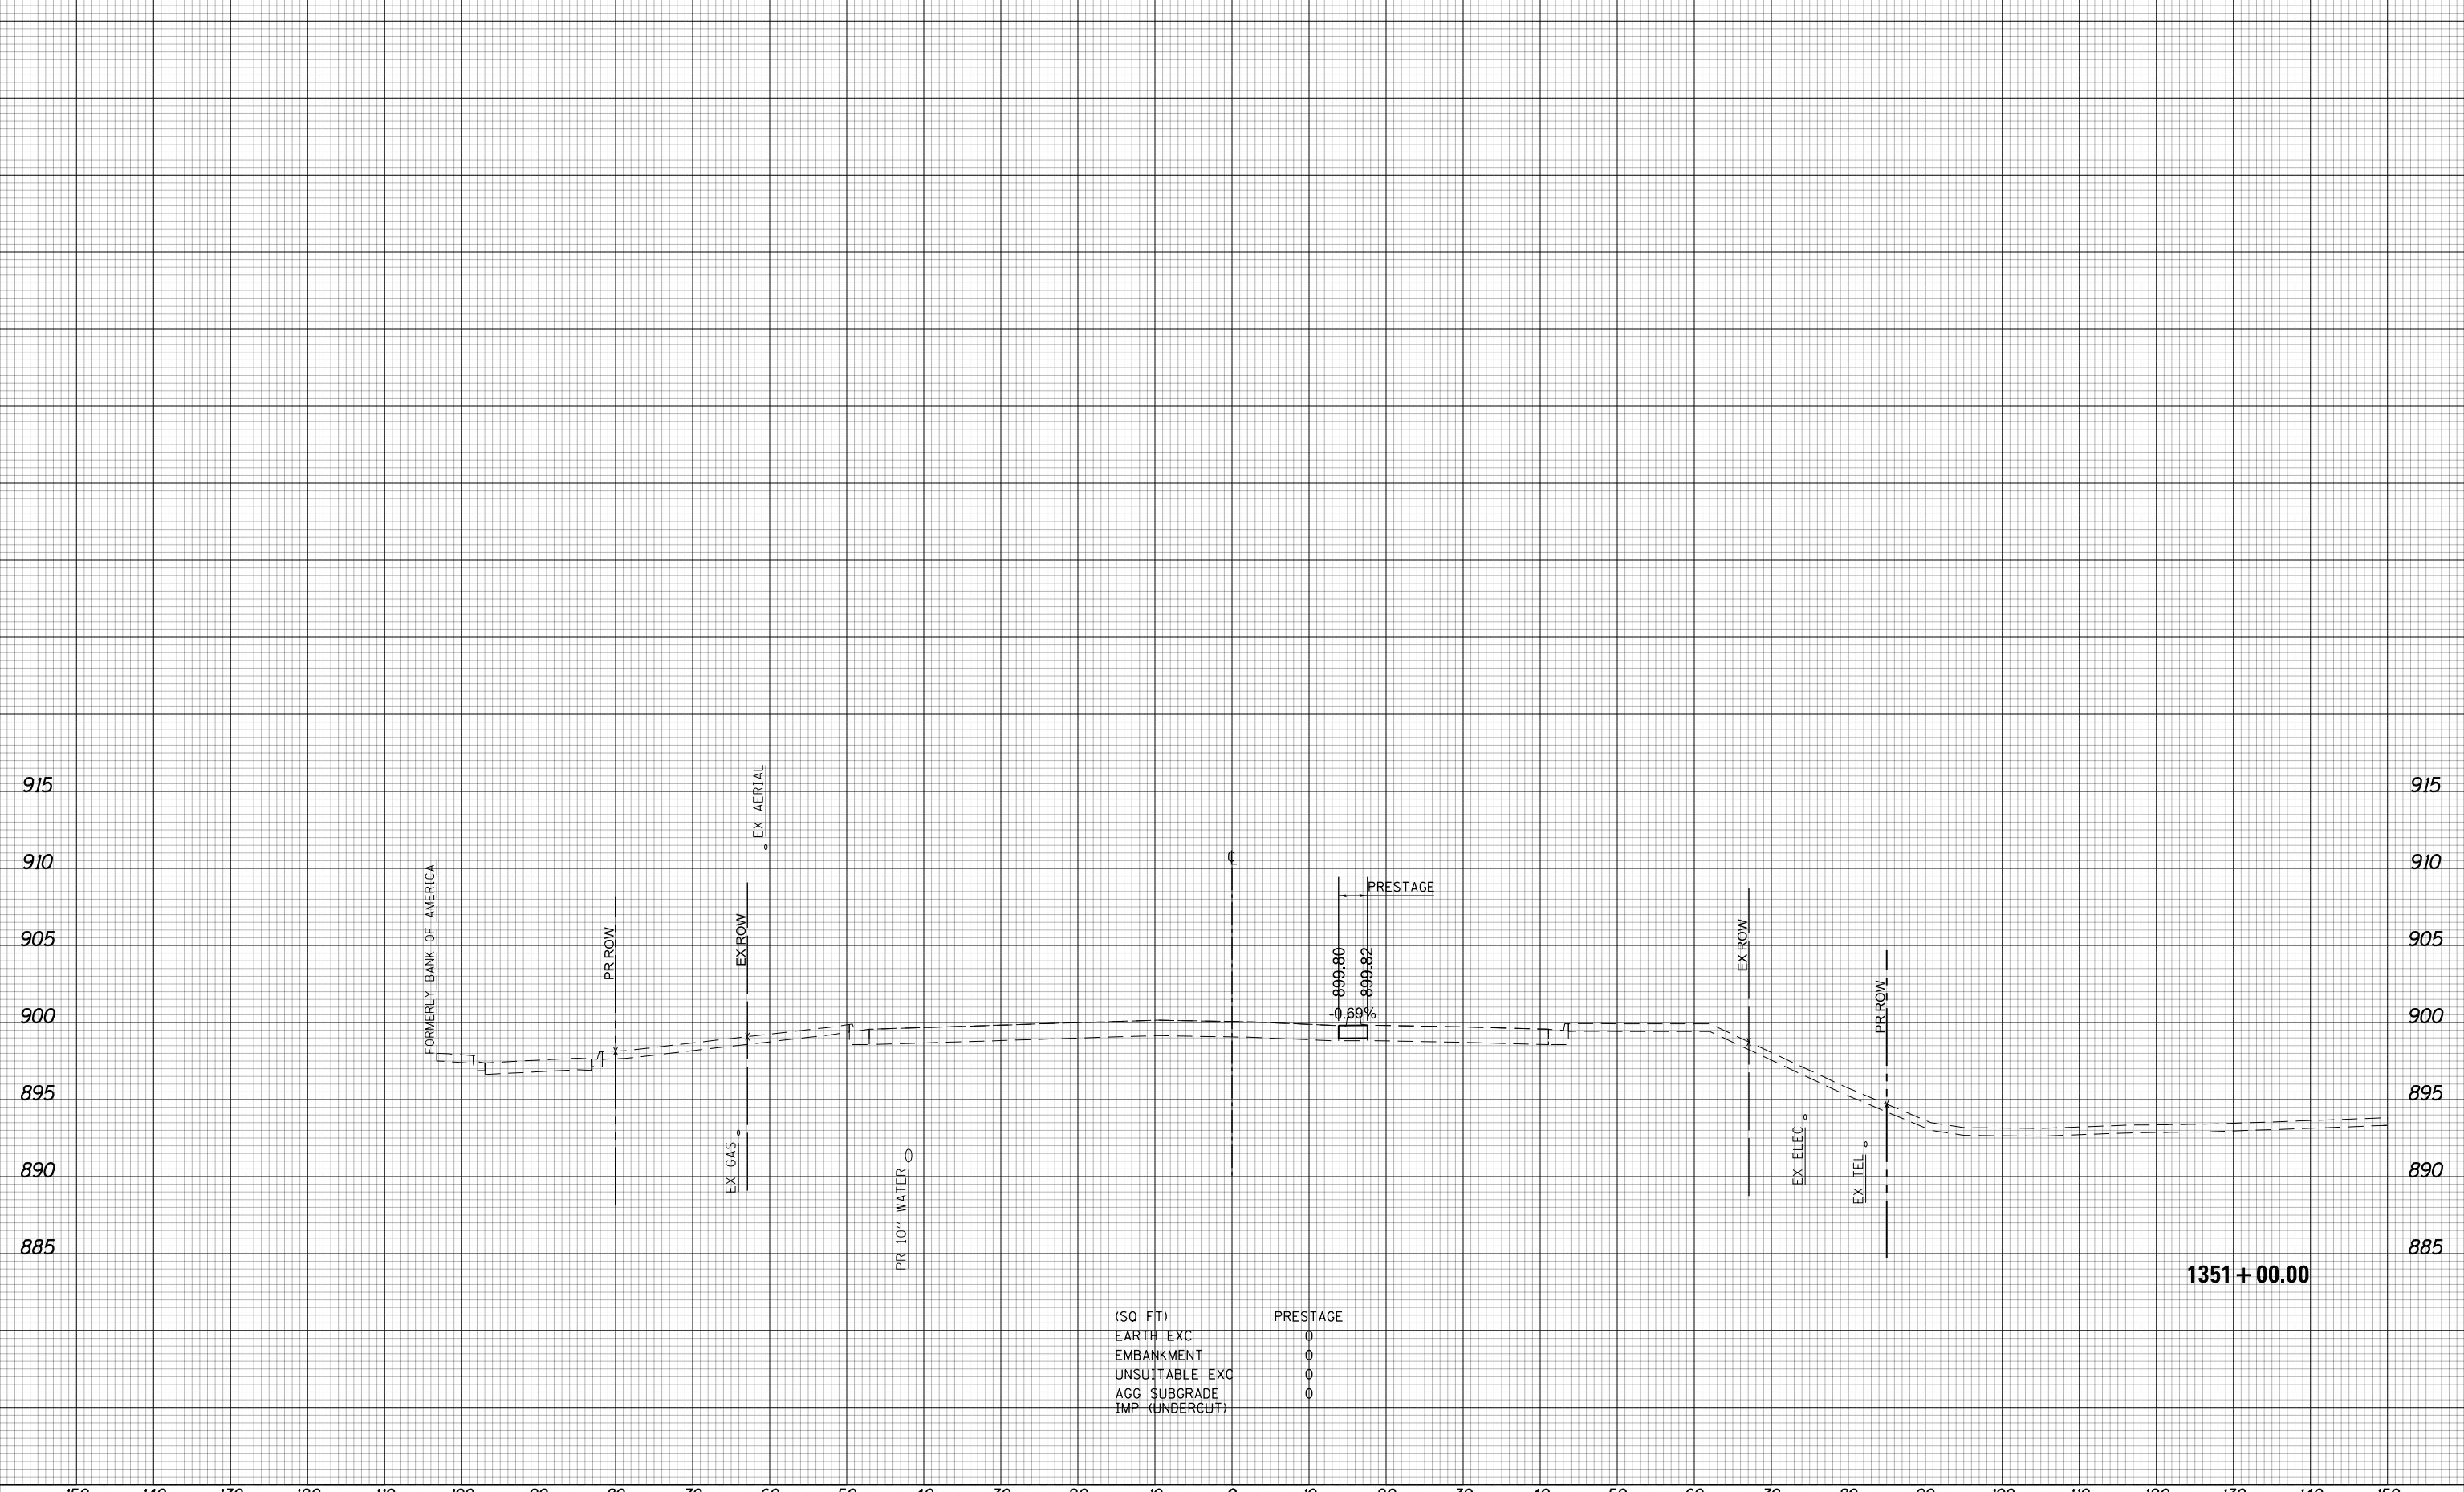 915
915
EX AERIAL
910
910
℄
FORMERLY BANK OF AMERICA
PRESTAGE
905
905
PR ROW
EX ROW
899.80
899.82
EX ROW
900
900
-0.69%
PR ROW
895
895
890
890
EX GAS
PR 10'' WATER
EX ELEC
EX TEL
885
885
1351+00.00
(SQ FT) PRESTAGE
EARTH EXC 0
EMBANKMENT 0
UNSUITABLE EXC 0
AGG SUBGRADE 0
IMP (UNDERCUT)